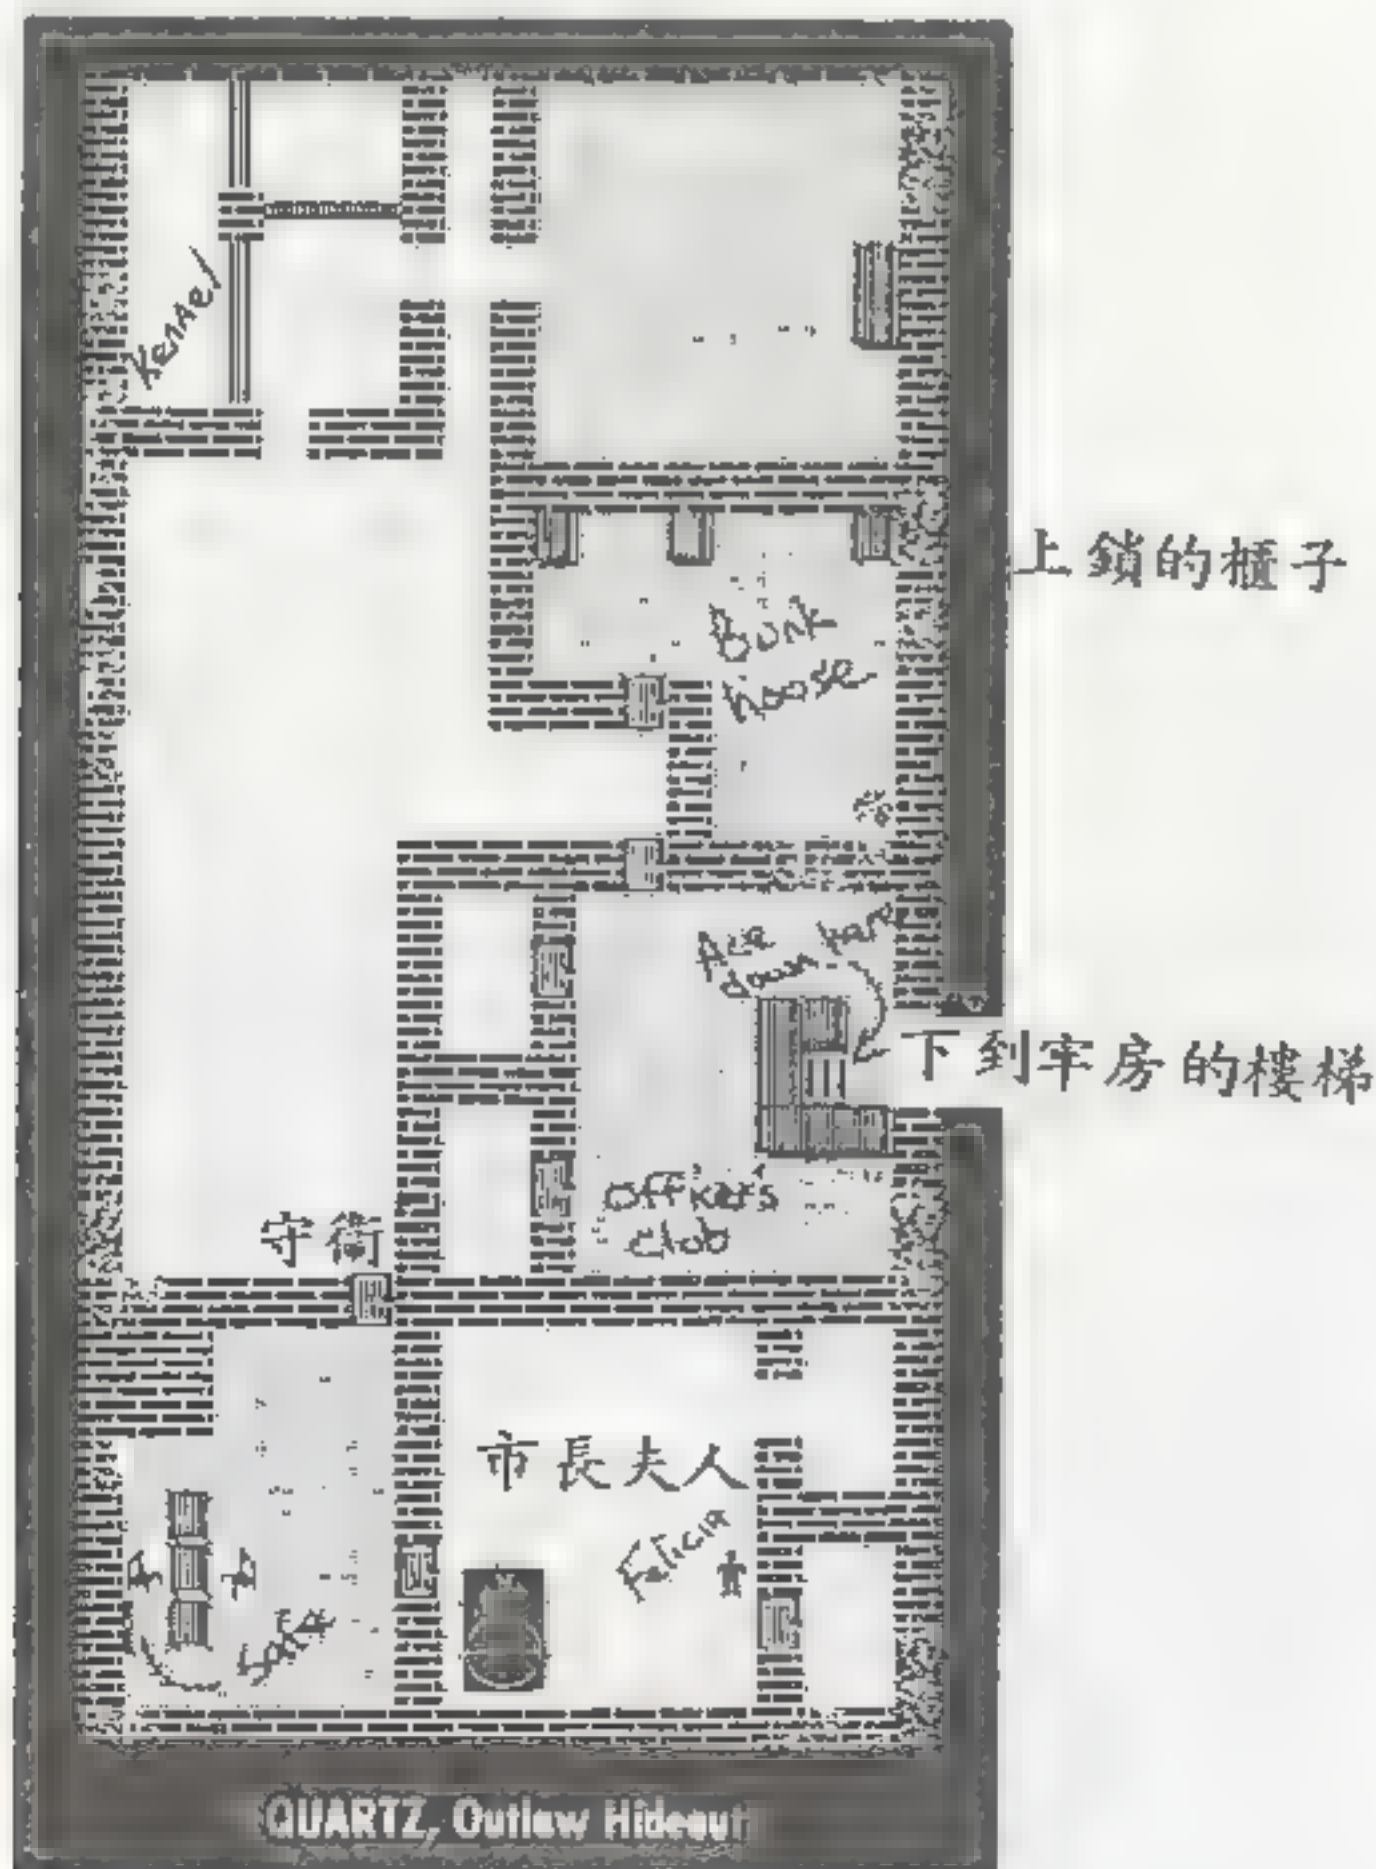 Kennel
上鎖的櫃子
Bunk
hoose
Ace
down here
下到牢房的樓梯
Officer's
club
守衛
市長夫人
Felicia
Safe
QUARTZ, Outlaw Hideout